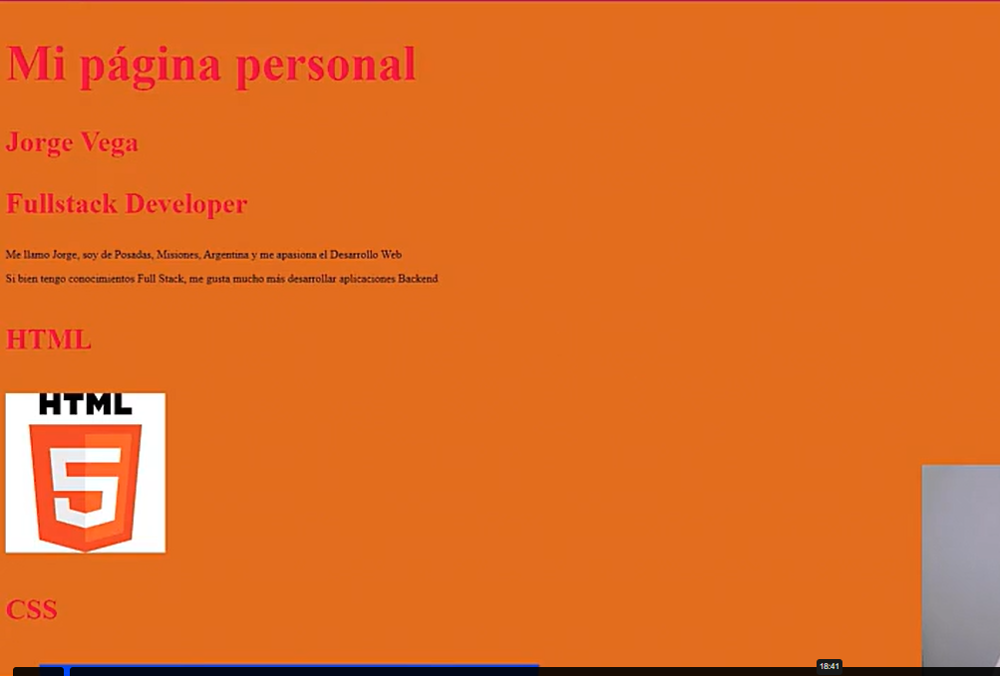 Mi página personal
Jorge Vega
Fullstack Developer
Me llamo Jorge, soy de Posadas, Misiones, Argentina y me apasiona el Desarrollo Web
Si bien tengo conocimientos Full Stack, me gusta mucho más desarrollar aplicaciones Backend
HTML
HTML
5
CSS
18:41